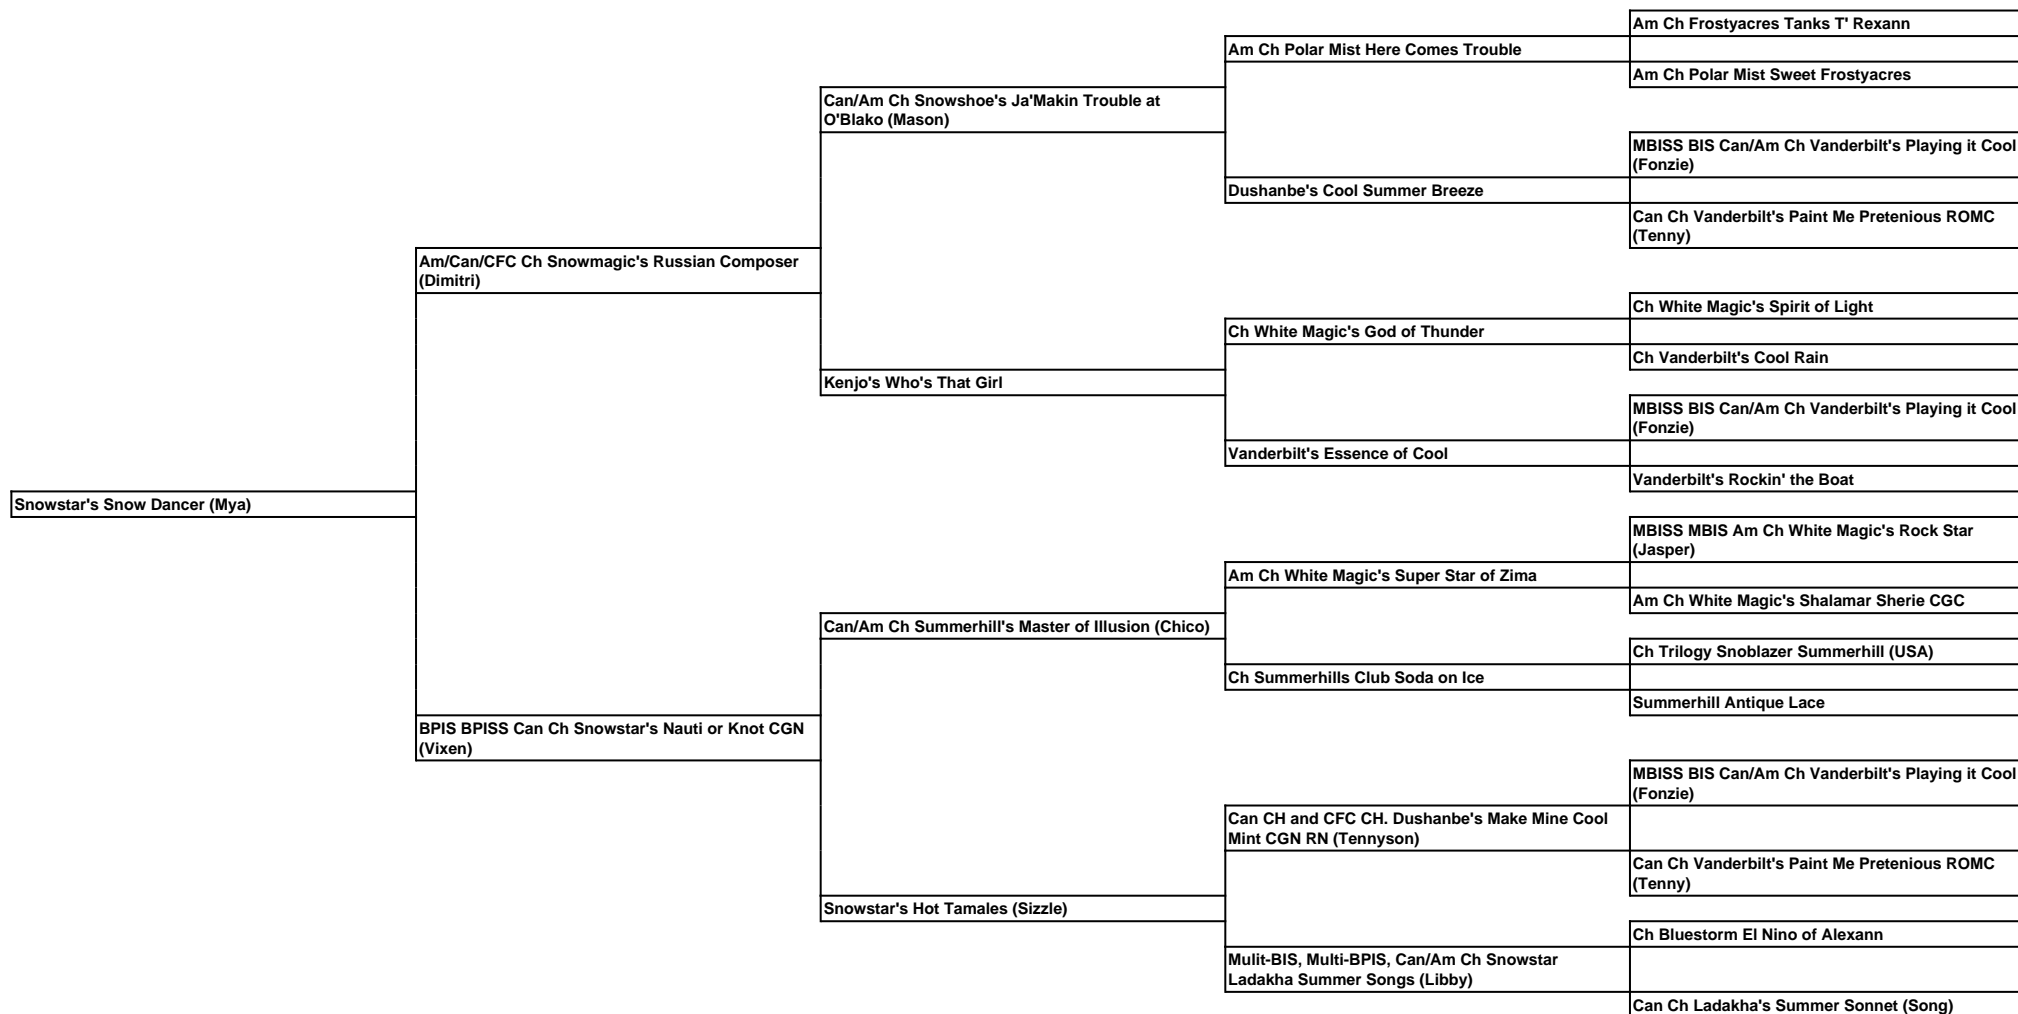 Am Ch Frostyacres Tanks T' Rexann
Am Ch Polar Mist Here Comes Trouble
Am Ch Polar Mist Sweet Frostyacres
Can/Am Ch Snowshoe's Ja'Makin Trouble at
O'Blako (Mason)
MBISS BIS Can/Am Ch Vanderbilt's Playing it Cool
(Fonzie)
Dushanbe's Cool Summer Breeze
Can Ch Vanderbilt's Paint Me Pretenious ROMC
(Tenny)
Am/Can/CFC Ch Snowmagic's Russian Composer
(Dimitri)
Ch White Magic's Spirit of Light
Ch White Magic's God of Thunder
Ch Vanderbilt's Cool Rain
Kenjo's Who's That Girl
MBISS BIS Can/Am Ch Vanderbilt's Playing it Cool
(Fonzie)
Vanderbilt's Essence of Cool
Vanderbilt's Rockin' the Boat
Snowstar's Snow Dancer (Mya)
MBISS MBIS Am Ch White Magic's Rock Star
(Jasper)
Am Ch White Magic's Super Star of Zima
Am Ch White Magic's Shalamar Sherie CGC
Can/Am Ch Summerhill's Master of Illusion (Chico)
Ch Trilogy Snoblazer Summerhill (USA)
Ch Summerhills Club Soda on Ice
Summerhill Antique Lace
BPIS BPISS Can Ch Snowstar's Nauti or Knot CGN
(Vixen)
MBISS BIS Can/Am Ch Vanderbilt's Playing it Cool
(Fonzie)
Can CH and CFC CH. Dushanbe's Make Mine Cool
Mint CGN RN (Tennyson)
Can Ch Vanderbilt's Paint Me Pretenious ROMC
(Tenny)
Snowstar's Hot Tamales (Sizzle)
Ch Bluestorm El Nino of Alexann
Mulit-BIS, Multi-BPIS, Can/Am Ch Snowstar
Ladakha Summer Songs (Libby)
Can Ch Ladakha's Summer Sonnet (Song)